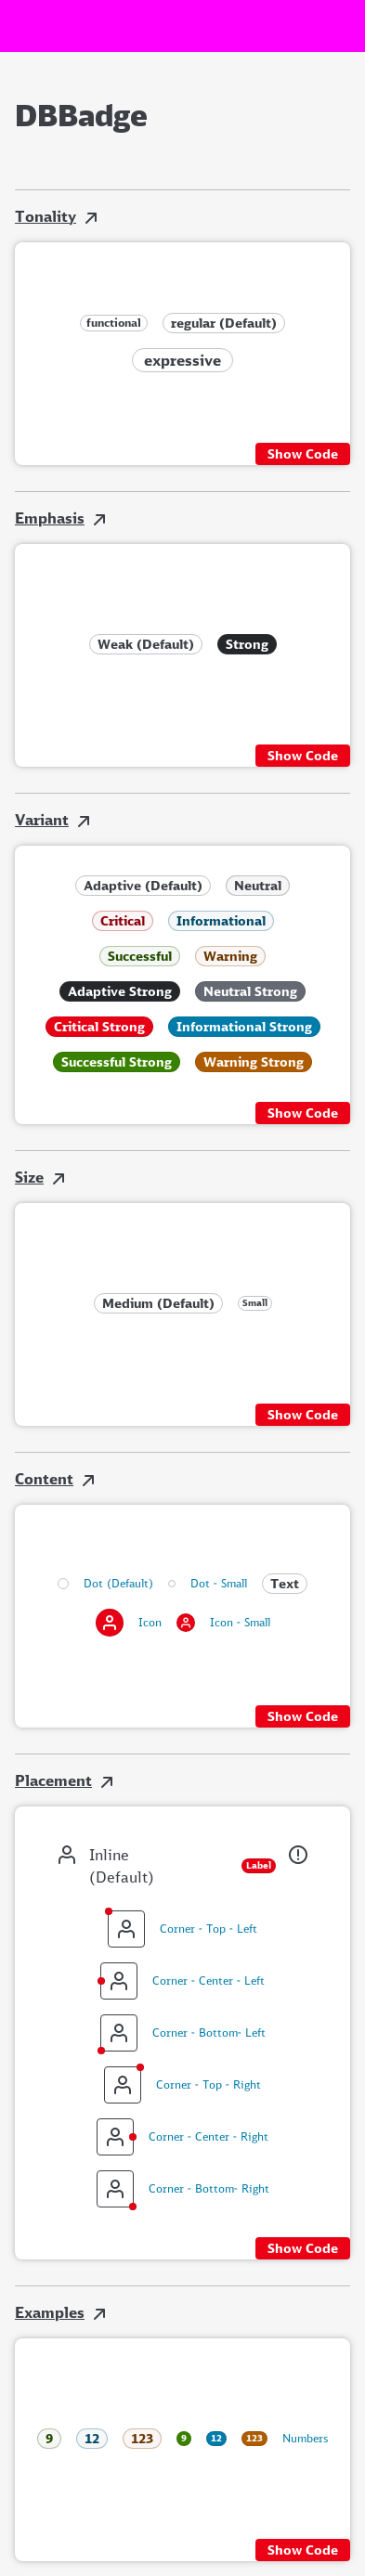 DBBadge
Tonality
functional regular (Default)
expressive
Show Code
Emphasis
Weak (Default) Strong
Show Code
Variant
Adaptive (Default) Neutral
Critical Informational
Successful Warning
Adaptive Strong Neutral Strong
Critical Strong Informational Strong
Successful Strong Warning Strong
Show Code
Size
Medium (Default) Small
Show Code
Content
Dot (Default) Dot - Small Text
Icon Icon - Small
Show Code
Placement
Inline
(Default) Label
Corner - Top - Left
Corner - Center - Left
Corner - Bottom- Left
Corner - Top - Right
Corner - Center - Right
Corner - Bottom- Right
Show Code
Examples
9 12 123 9 12 123 Numbers
Show Code